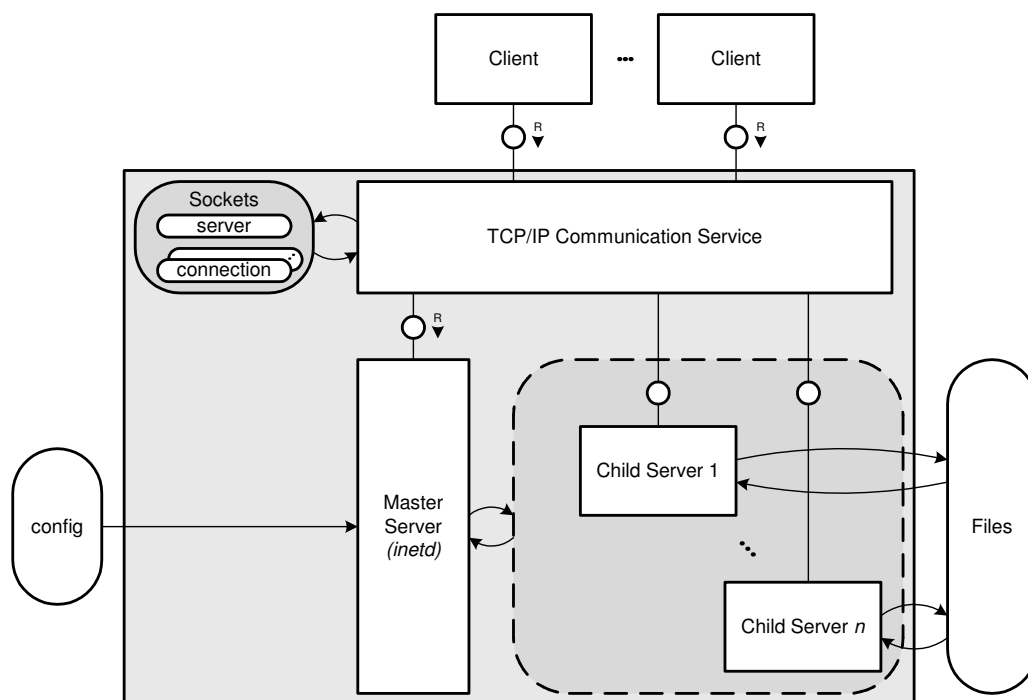 Client
...
Client
R
R
Sockets
server
connection
TCP/IP Communication Service
R
Child Server 1
Master
Server
(inetd)
config
Files
Child Server n